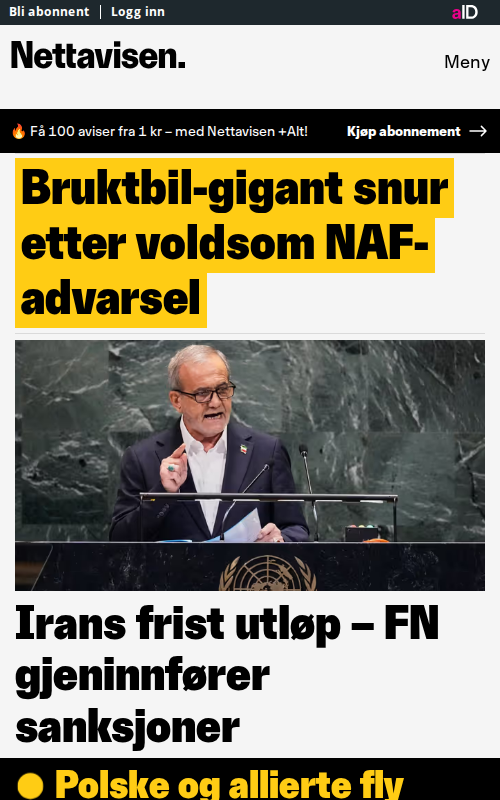 Bli abonnent | Logg inn
aID
Nettavisen.
Meny
🔥 Få 100 aviser fra 1 kr – med Nettavisen +Alt!
Kjøp abonnement →
Bruktbil-gigant snur
etter voldsom NAF-
advarsel
Irans frist utløp – FN
gjeninnfører
sanksjoner
Polske og allierte fly